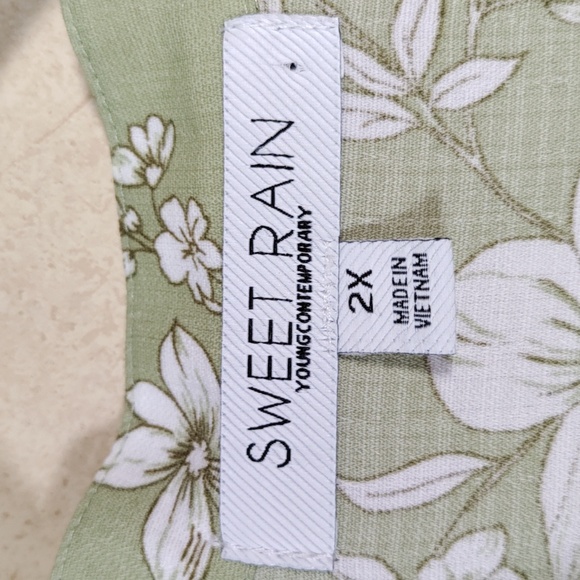 SWEET RAIN
YOUNGCONTEMPORARY
2X
MADE IN
VIETNAM